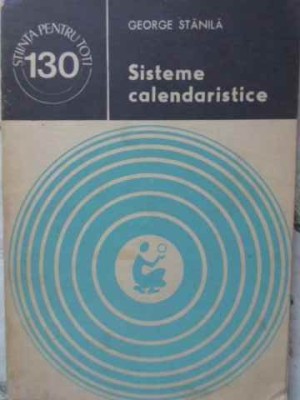 ȘTIINȚA PENTRU TOȚI
130
GEORGE STĂNILĂ
Sisteme
calendaristice